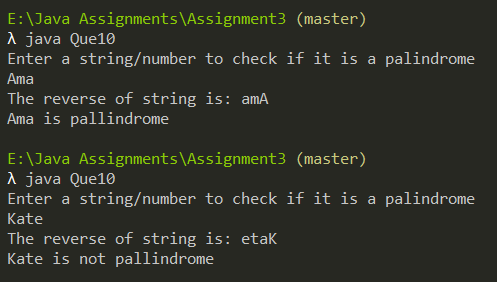 E:\Java Assignments\Assignment3 (master)
λ java Que10
Enter a string/number to check if it is a palindrome
Ama
The reverse of string is: amA
Ama is pallindrome
E:\Java Assignments\Assignment3 (master)
λ java Que10
Enter a string/number to check if it is a palindrome
Kate
The reverse of string is: etaK
Kate is not pallindrome